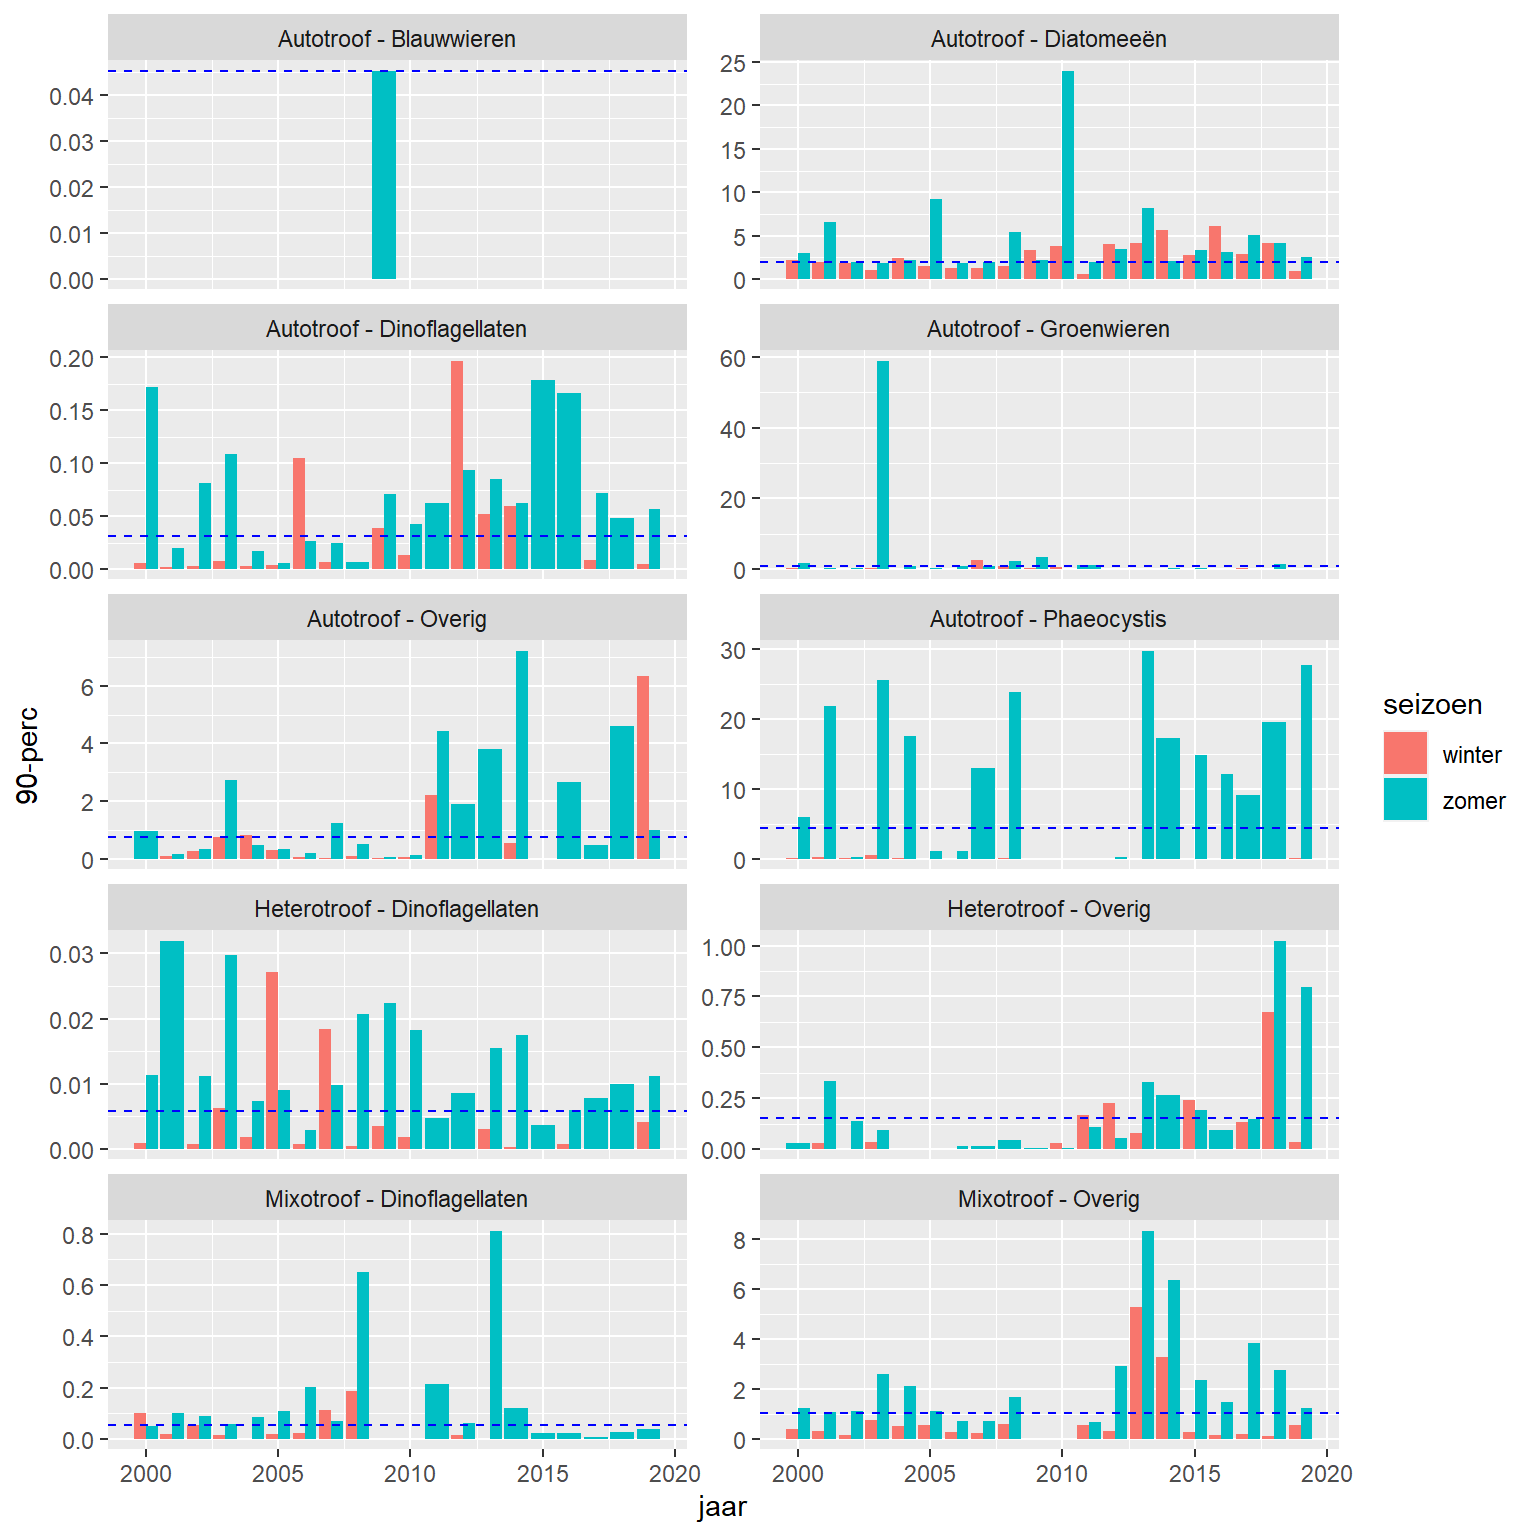 Autotroof - Blauwwieren
Autotroof - Diatomeeën
0.04
0.03
0.02
0.01
0.00
25
20
15
10
5
0
Autotroof - Dinoflagellaten
Autotroof - Groenwieren
0.20
0.15
0.10
0.05
0.00
60
40
20
0
Autotroof - Overig
Autotroof - Phaeocystis
6
4
2
0
30
20
10
0
Heterotroof - Dinoflagellaten
Heterotroof - Overig
0.03
0.02
0.01
0.00
1.00
0.75
0.50
0.25
0.00
Mixotroof - Dinoflagellaten
Mixotroof - Overig
0.8
0.6
0.4
0.2
0.0
8
6
4
2
0
2000 2005 2010 2015 2020
2000 2005 2010 2015 2020
jaar
90-perc
seizoen
winter
zomer